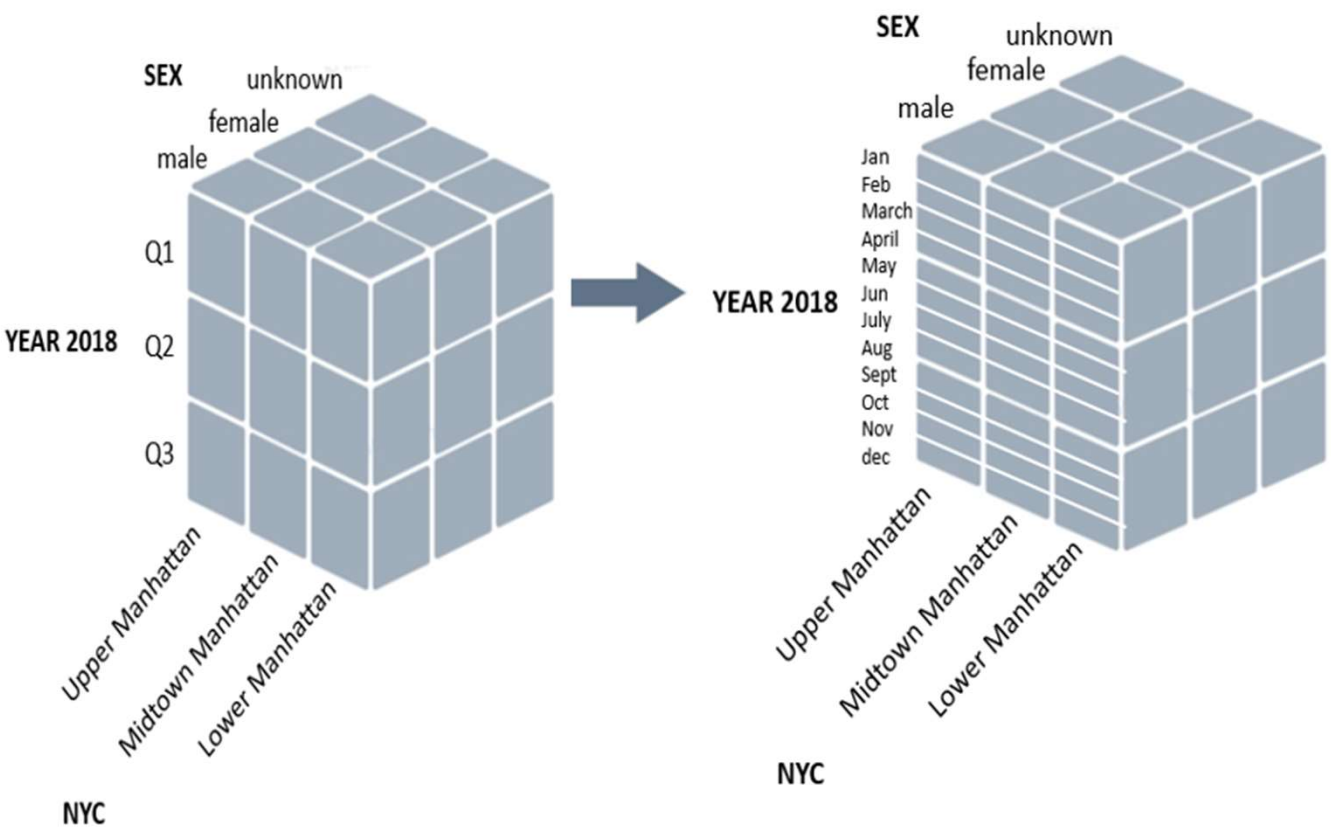 SEX
unknown
female
male
Q1
YEAR 2018
Q2
Q3
Upper Manhattan
Midtown Manhattan
Lower Manhattan
NYC
SEX
unknown
female
male
Jan
Feb
March
April
May
Jun
YEAR 2018
July
Aug
Sept
Oct
Nov
dec
Upper Manhattan
Midtown Manhattan
Lower Manhattan
NYC